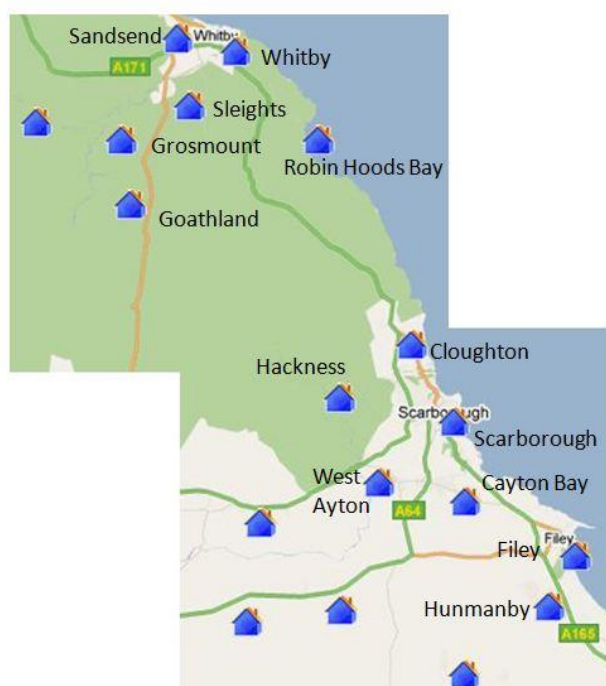 Sandsend
Whitby
Whitby
A171
Sleights
Grosmount
Robin Hoods Bay
Goathland
Cloughton
Hackness
Scarborough
Scarborough
West
Ayton
Cayton Bay
A64
Filey
Filey
Hunmanby
A165